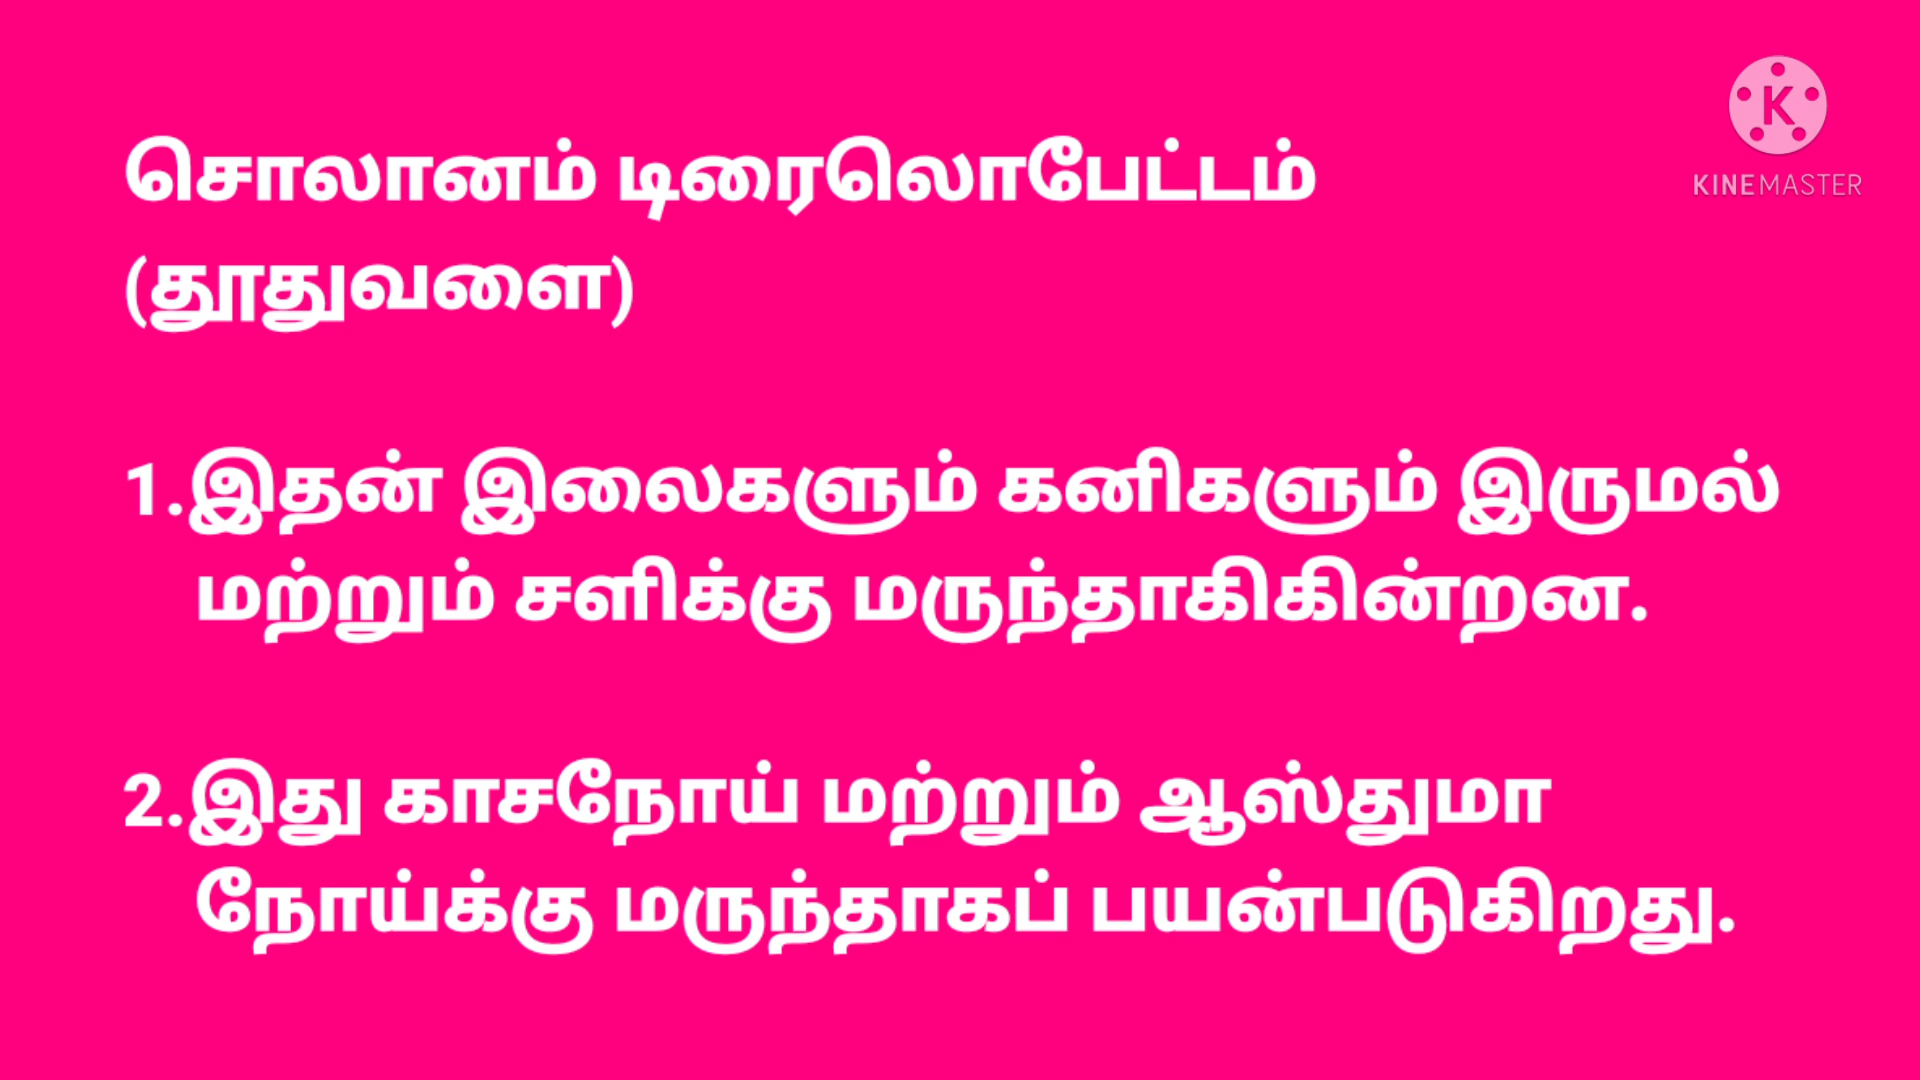 சொலானம் டிரைலொபேட்டம்
(தூதுவளை)
1.இதன் இலைகளும் கனிகளும் இருமல்
மற்றும் சளிக்கு மருந்தாகிகின்றன.
2.இது காசநோய் மற்றும் ஆஸ்துமா
நோய்க்கு மருந்தாகப் பயன்படுகிறது.
K
KINEMASTER